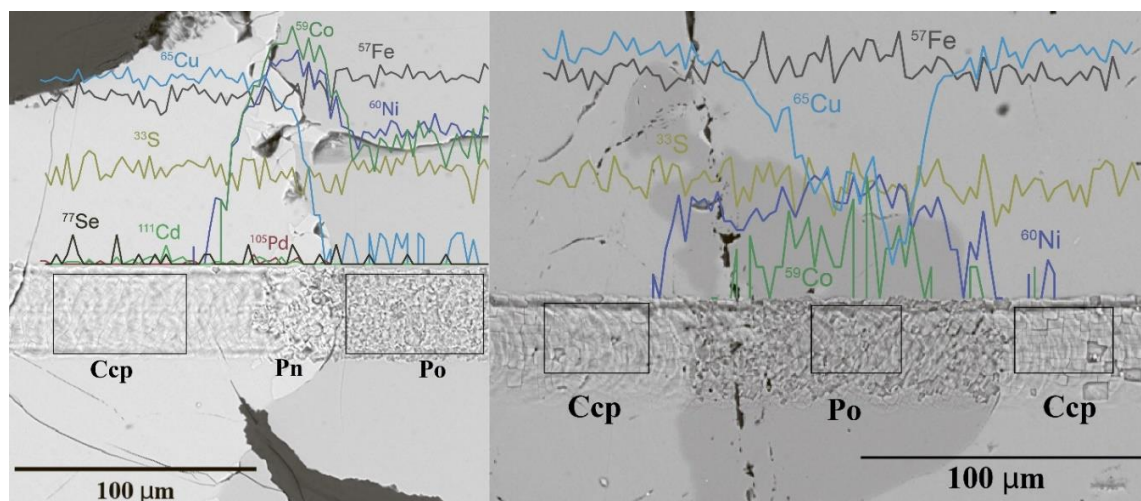 ⁵⁹Co
⁵⁷Fe
⁶⁵Cu
⁶⁰Ni
³³S
⁷⁷Se
¹¹¹Cd
¹⁰⁵Pd
Ccp
Pn
Po
100 µm
⁵⁷Fe
⁶⁵Cu
³³S
⁶⁰Ni
⁵⁹Co
Ccp
Po
Ccp
100 µm